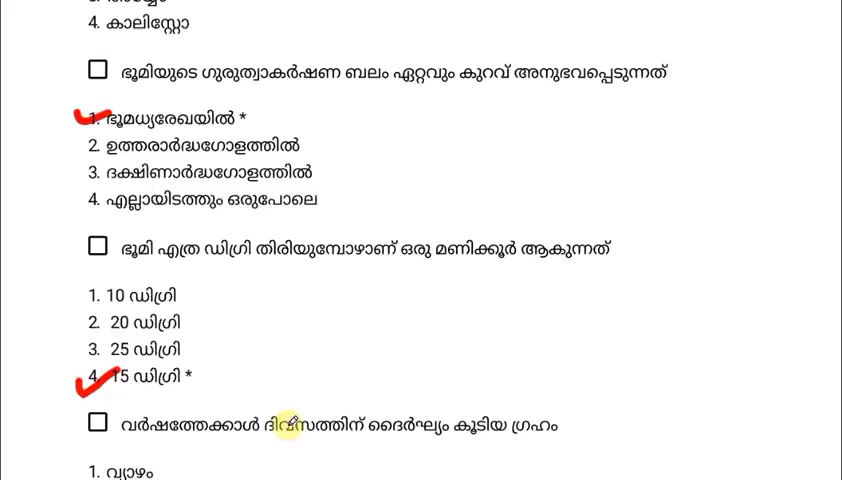 4. കാലിസ്റ്റോ
ഭൂമിയുടെ ഗുരുത്വാകർഷണ ബലം ഏറ്റവും കുറവ് അനുഭവപ്പെടുന്നത്
1. ഭൂമധ്യരേഖയിൽ *
2. ഉത്തരാർദ്ധഗോളത്തിൽ
3. ദക്ഷിണാർദ്ധഗോളത്തിൽ
4. എല്ലായിടത്തും ഒരുപോലെ
ഭൂമി എത്ര ഡിഗ്രി തിരിയുമ്പോഴാണ് ഒരു മണിക്കൂർ ആകുന്നത്
1. 10 ഡിഗ്രി
2. 20 ഡിഗ്രി
3. 25 ഡിഗ്രി
4. 15 ഡിഗ്രി *
വർഷത്തേക്കാൾ ദിവസത്തിന് ദൈർഘ്യം കൂടിയ ഗ്രഹം
1. വ്യാഴം